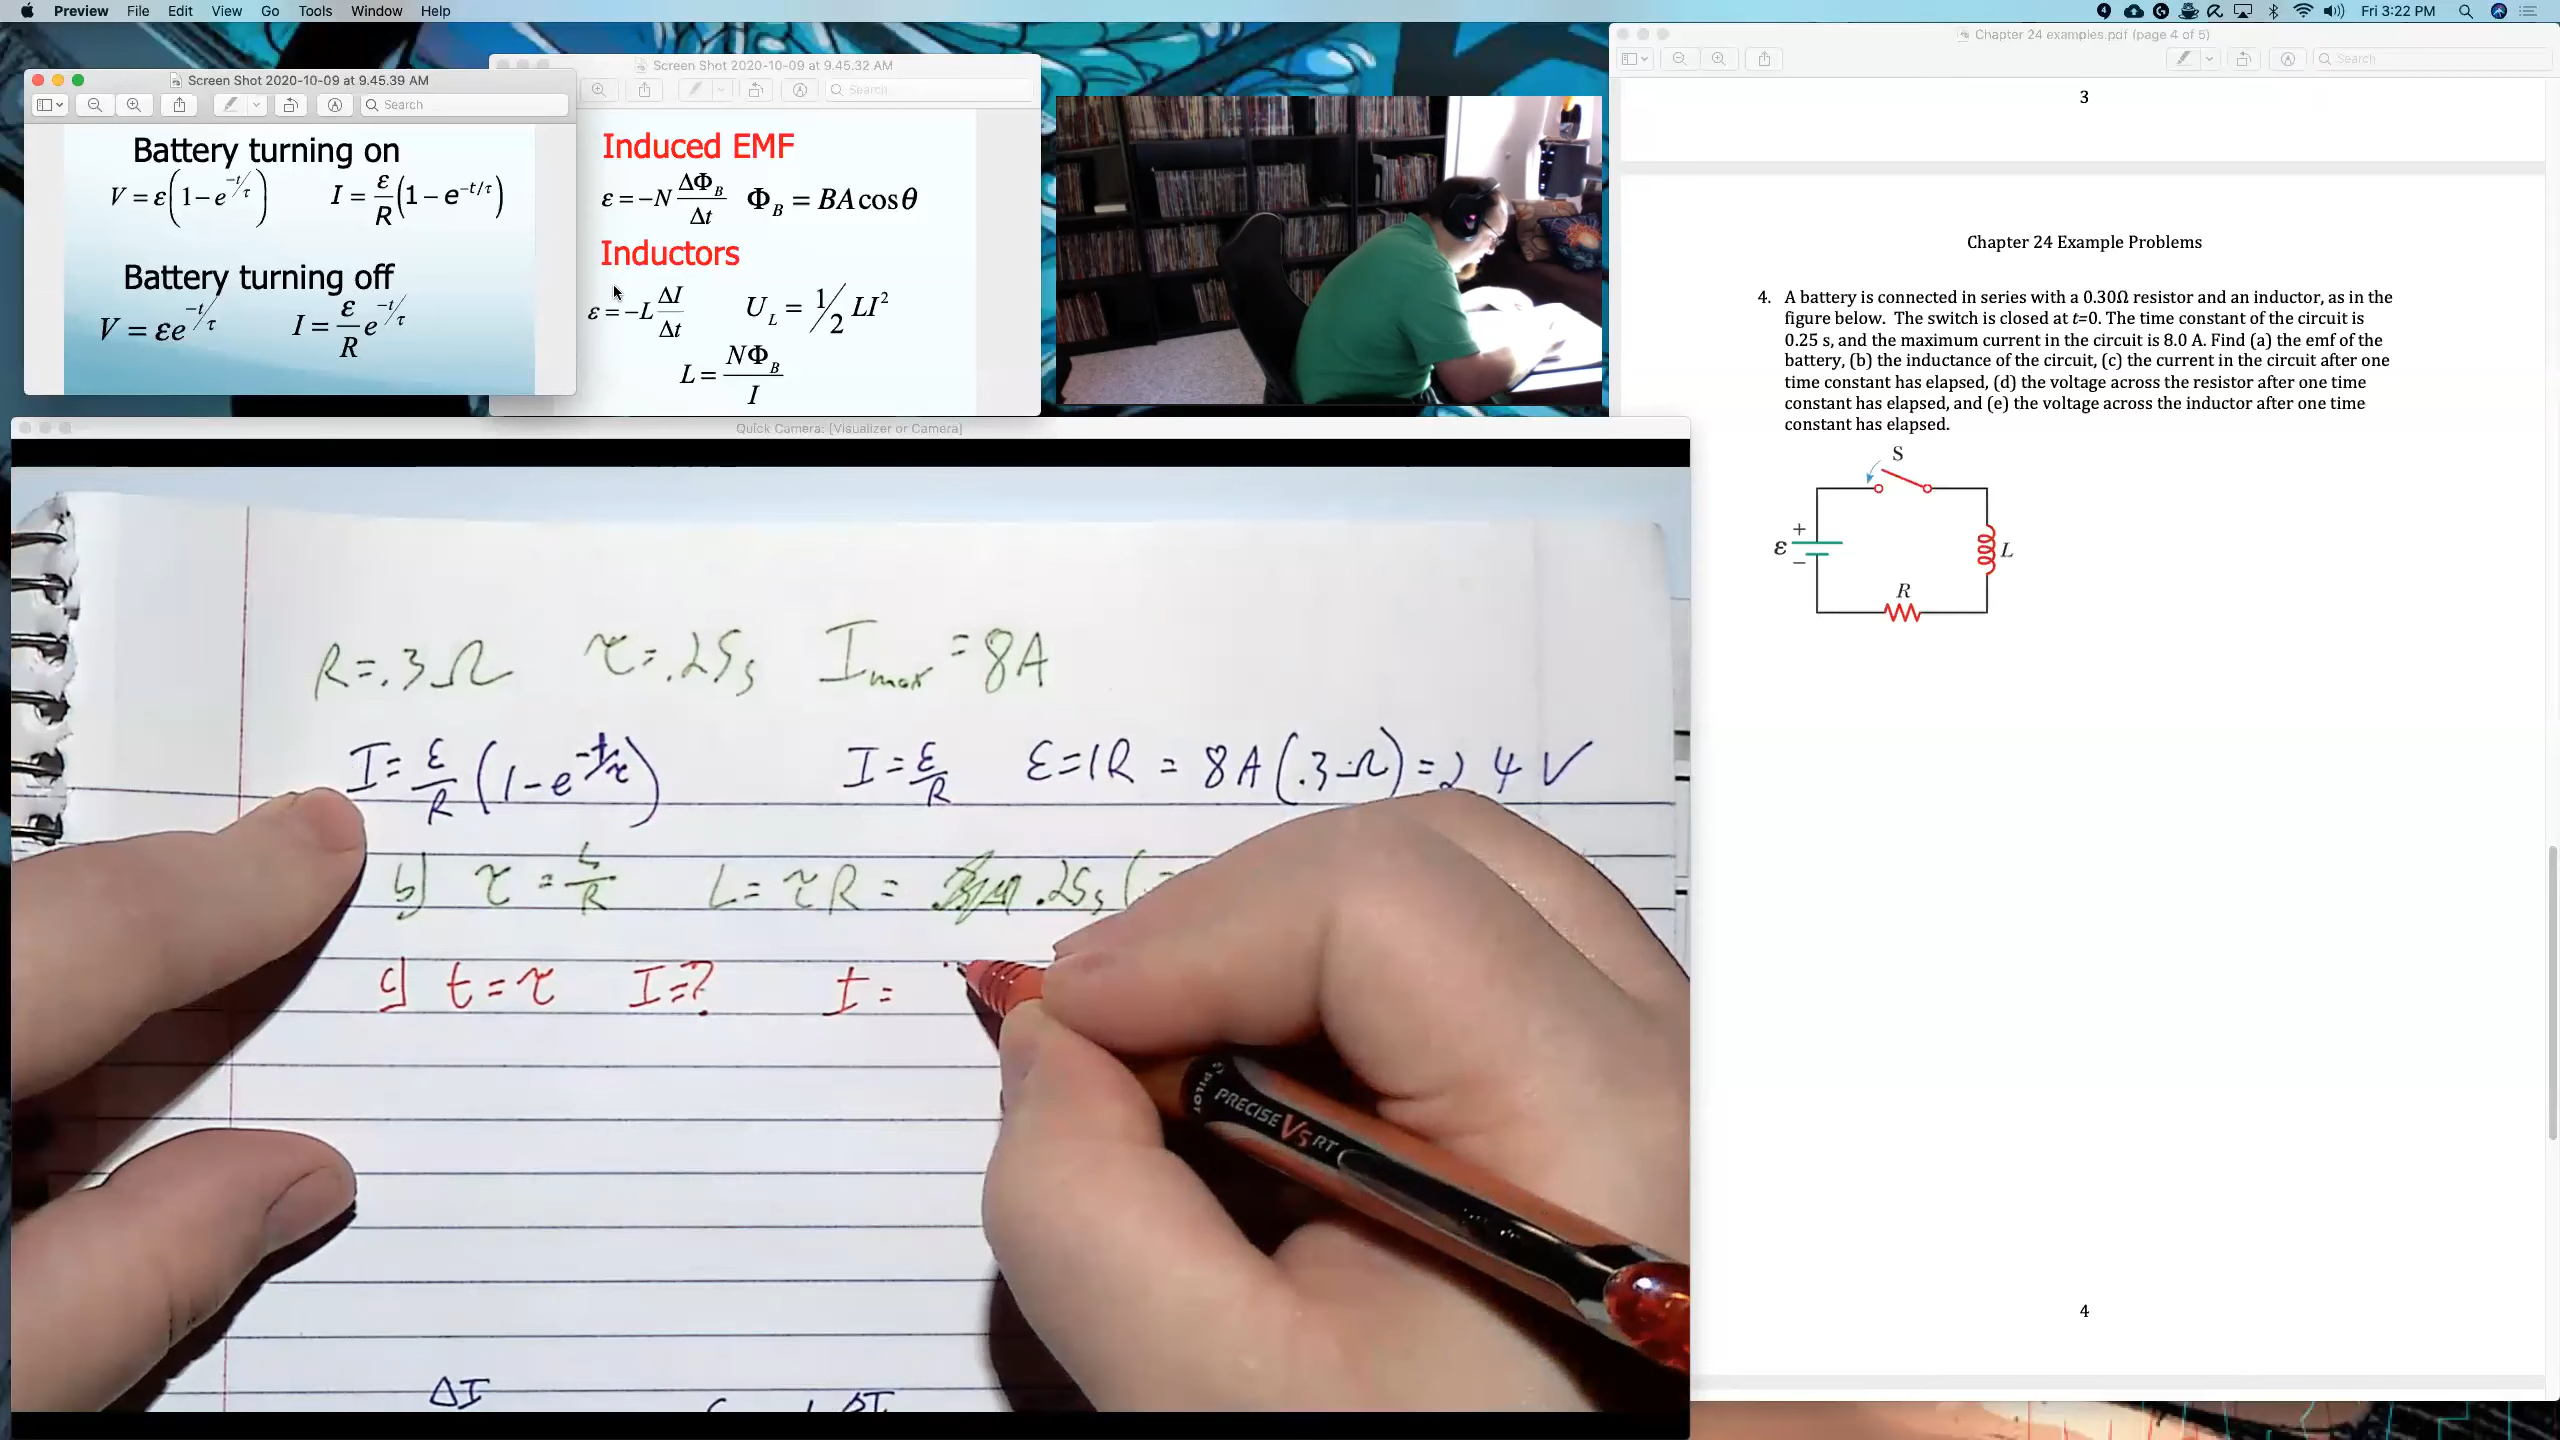 Preview File Edit View Go Tools Window Help
Fri 3:22 PM
Screen Shot 2020-10-09 at 9.45.39 AM
Search
Battery turning on
V = ε(1 − e^{−t/τ}) I = ε/R (1 − e^{−t/τ})
Battery turning off
V = εe^{−t/τ} I = ε/R e^{−t/τ}
Screen Shot 2020-10-09 at 9.45.32 AM
Search
Induced EMF
ε = −N ΔΦ_B/Δt Φ_B = BA cos θ
Inductors
ε = −L ΔI/Δt U_L = 1/2 LI²
L = NΦ_B/I
Chapter 24 examples.pdf (page 4 of 5)
Search
3
Chapter 24 Example Problems
4. A battery is connected in series with a 0.30Ω resistor and an inductor, as in the
figure below. The switch is closed at t=0. The time constant of the circuit is
0.25 s, and the maximum current in the circuit is 8.0 A. Find (a) the emf of the
battery, (b) the inductance of the circuit, (c) the current in the circuit after one
time constant has elapsed, (d) the voltage across the resistor after one time
constant has elapsed, and (e) the voltage across the inductor after one time
constant has elapsed.
S
+
ε
−
L
R
4
Quick Camera: [Visualizer or Camera]
R = .3Ω τ = .25s I_max = 8A
I = ε/R (1 − e^{−t/τ}) I = ε/R ε = IR = 8A(.3Ω) = 2.4V
b) τ = L/R L = τR = .25s (
c) t = τ I = ? I =
ΔI ΔI
PILOT
PRECISE V5 RT